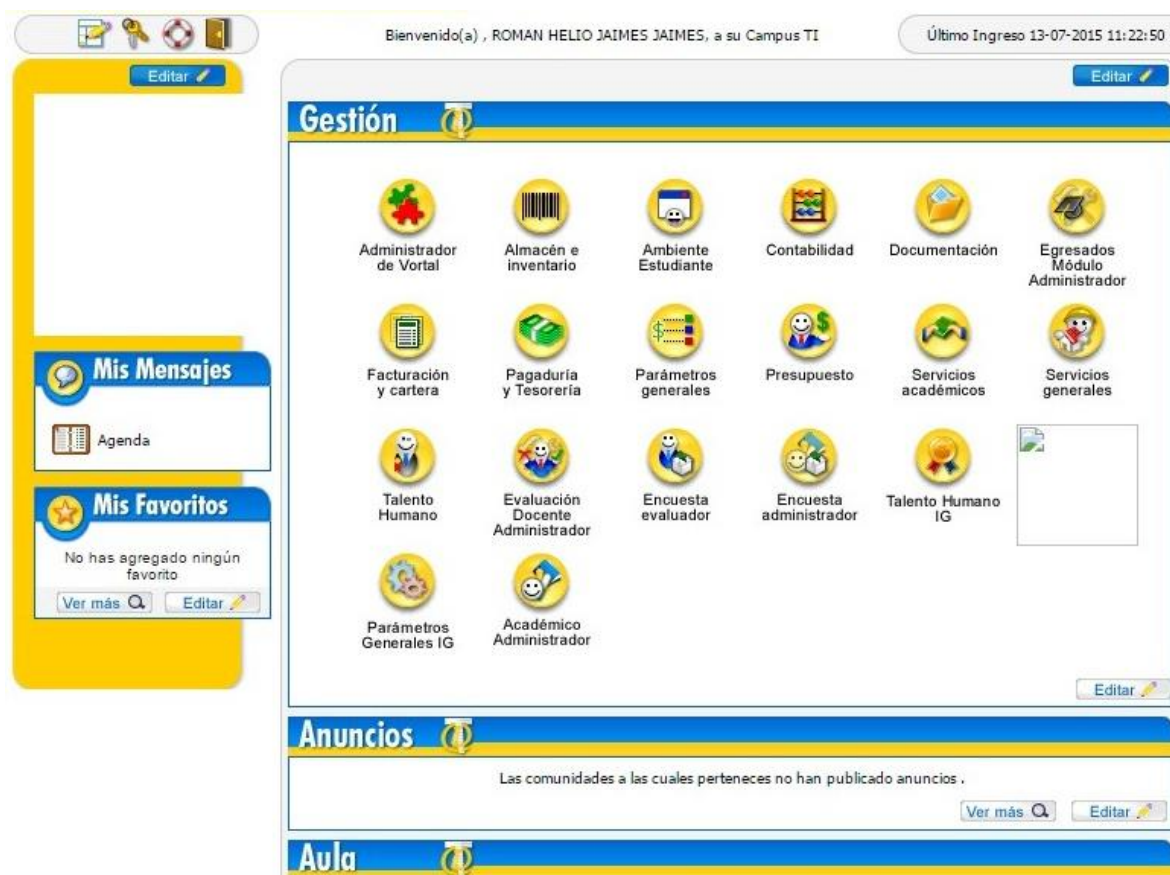 Bienvenido(a) , ROMAN HELIO JAIMES JAIMES, a su Campus TI
Último Ingreso 13-07-2015 11:22:50
Editar
Editar
Gestión
Administrador
de Vortal
Almacén e
inventario
Ambiente
Estudiante
Contabilidad
Documentación
Egresados
Módulo
Administrador
Facturación
y cartera
Pagaduría
y Tesorería
Parámetros
generales
Presupuesto
Servicios
académicos
Servicios
generales
Mis Mensajes
Agenda
Talento
Humano
Evaluación
Docente
Administrador
Encuesta
evaluador
Encuesta
administrador
Talento Humano
IG
Mis Favoritos
No has agregado ningún
favorito
Ver más
Editar
Parámetros
Generales IG
Académico
Administrador
Editar
Anuncios
Las comunidades a las cuales perteneces no han publicado anuncios .
Ver más
Editar
Aula